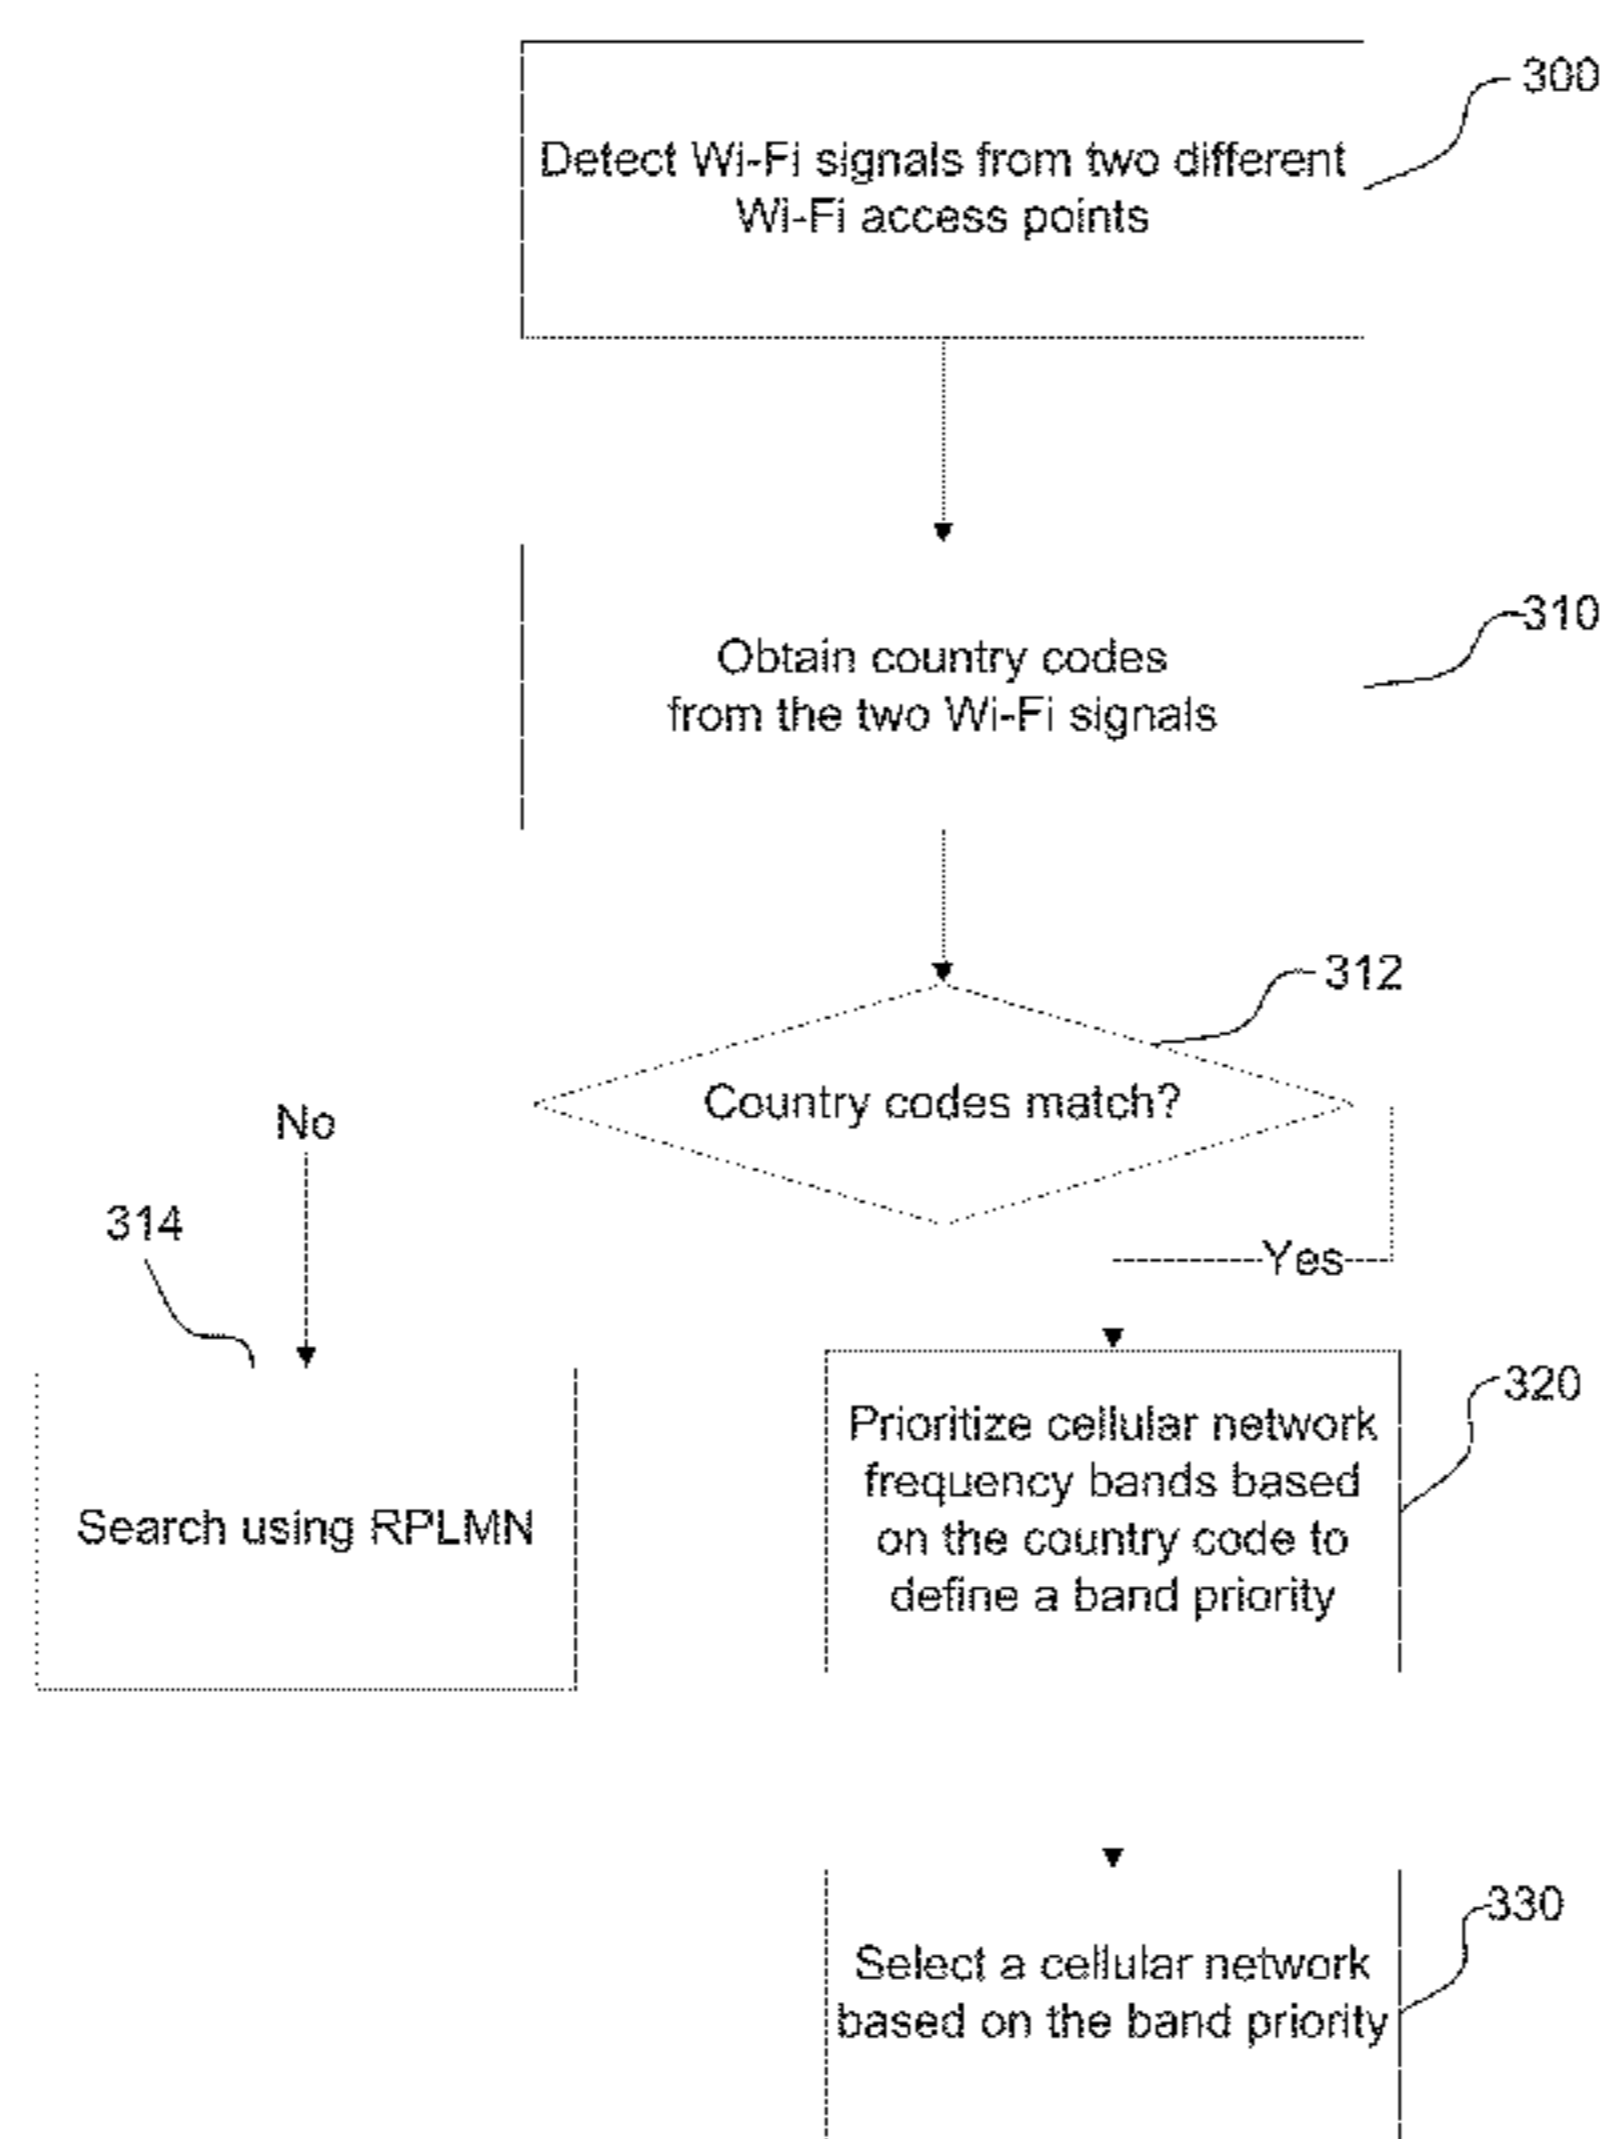 300
Detect Wi-Fi signals from two different
Wi-Fi access points
310
Obtain country codes
from the two Wi-Fi signals
312
Country codes match?
No
314
Yes
320
Prioritize cellular network
frequency bands based
on the country code to
define a band priority
Search using RPLMN
330
Select a cellular network
based on the band priority